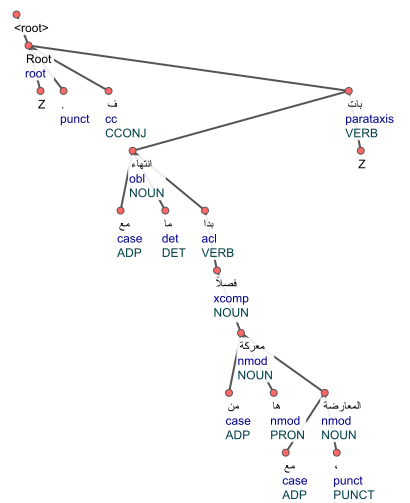 <root>
Root
root
Z
.
punct
ف
cc
CCONJ
بات
parataxis
VERB
Z
انتهاء
obl
NOUN
مع
case
ADP
ما
det
DET
بدا
acl
VERB
فصلاً
xcomp
NOUN
معركة
nmod
NOUN
من
case
ADP
ها
nmod
PRON
المعارضة
nmod
NOUN
مع
case
ADP
،
punct
PUNCT